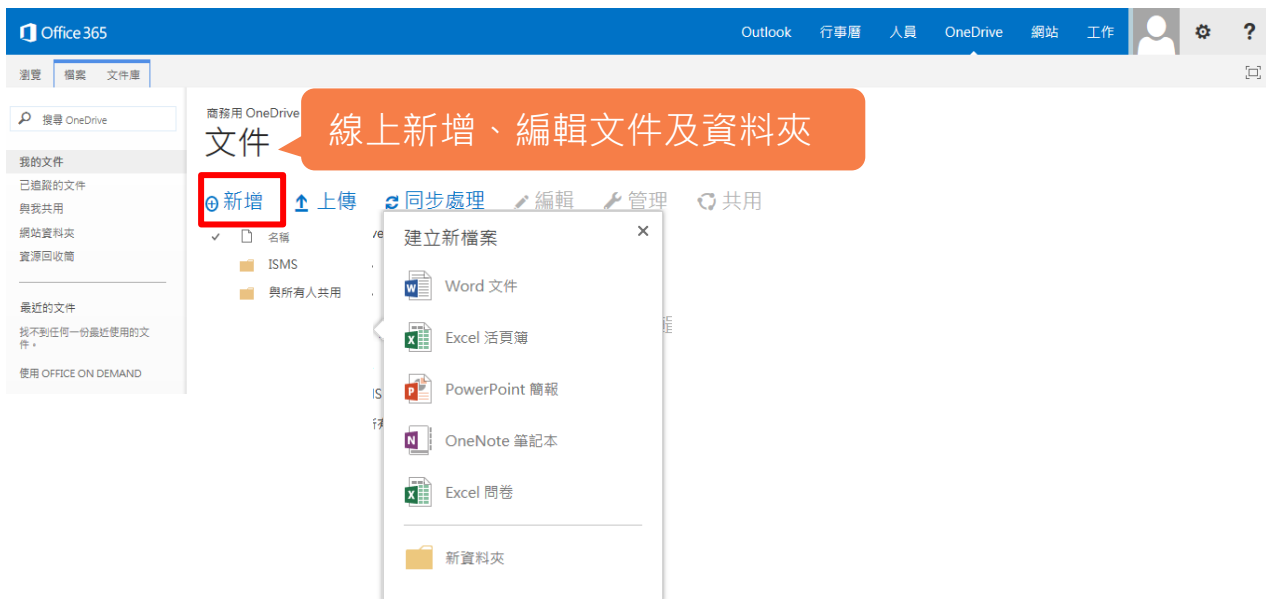 Office 365
Outlook 行事曆 人員 OneDrive 網站 工作 ?
瀏覽 檔案 文件庫
搜尋 OneDrive
我的文件
已追蹤的文件
與我共用
網站資料夾
資源回收筒
最近的文件
找不到任何一份最近使用的文
件。
使用 OFFICE ON DEMAND
商務用 OneDrive
文件
線上新增、編輯文件及資料夾
新增 上傳 同步處理 編輯 管理 共用
名稱
ISMS
與所有人共用
建立新檔案
Word 文件
Excel 活頁簿
PowerPoint 簡報
OneNote 筆記本
Excel 問卷
新資料夾